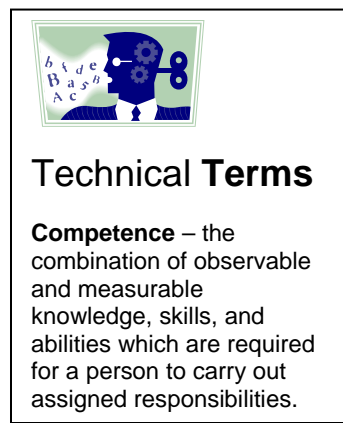 b f d e
B a s B
A c
Technical Terms
Competence – the
combination of observable
and measurable
knowledge, skills, and
abilities which are required
for a person to carry out
assigned responsibilities.